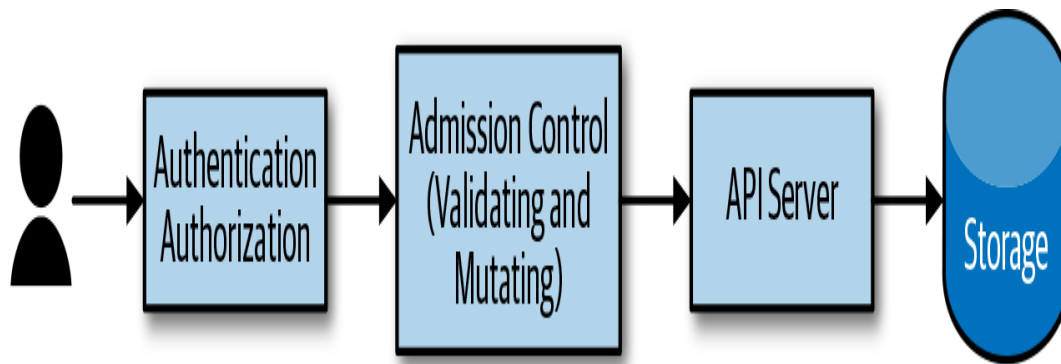 Authentication
Authorization
Admission Control
(Validating and
Mutating)
API Server
Storage